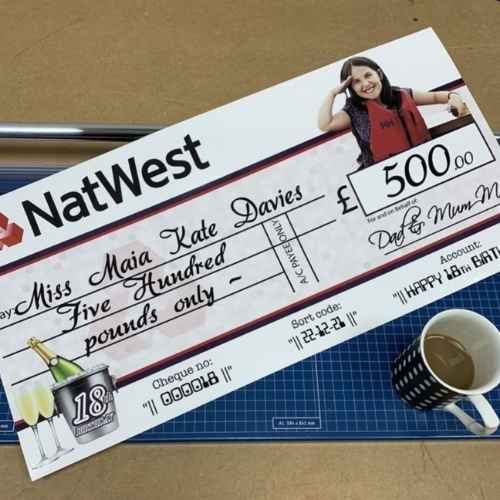 NatWest
Pay: Miss Maia Kate Davies
Five Hundred
pounds only ~
A/C PAYEE ONLY
£ 500.00
For and on Behalf of:
Dad & Mum
Cheque no:
"|| 000018 ||
Sort code:
|| 22-12-21 ||
Account:
|| HAPPY 18TH
18th